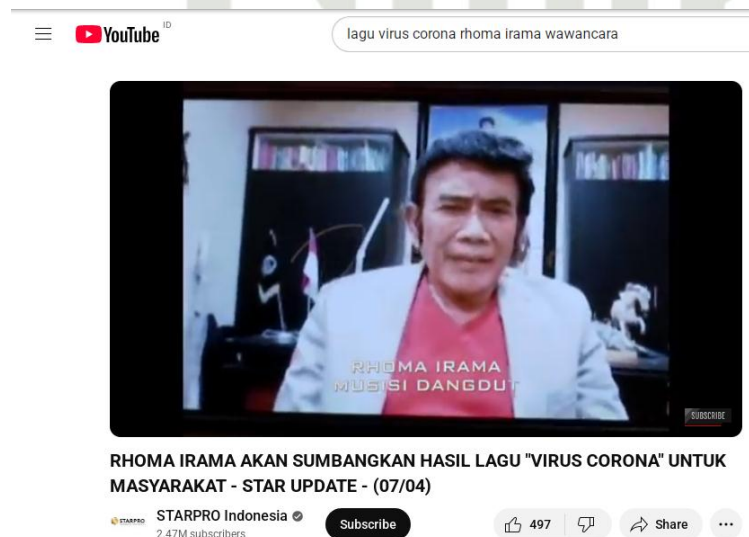 YouTube ID
lagu virus corona rhoma irama wawancara
RHOMA IRAMA
MUSISI DANGDUT
SUBSCRIBE
RHOMA IRAMA AKAN SUMBANGKAN HASIL LAGU "VIRUS CORONA" UNTUK
MASYARAKAT - STAR UPDATE - (07/04)
STARPRO
STARPRO Indonesia
2.47M subscribers
Subscribe
497
Share